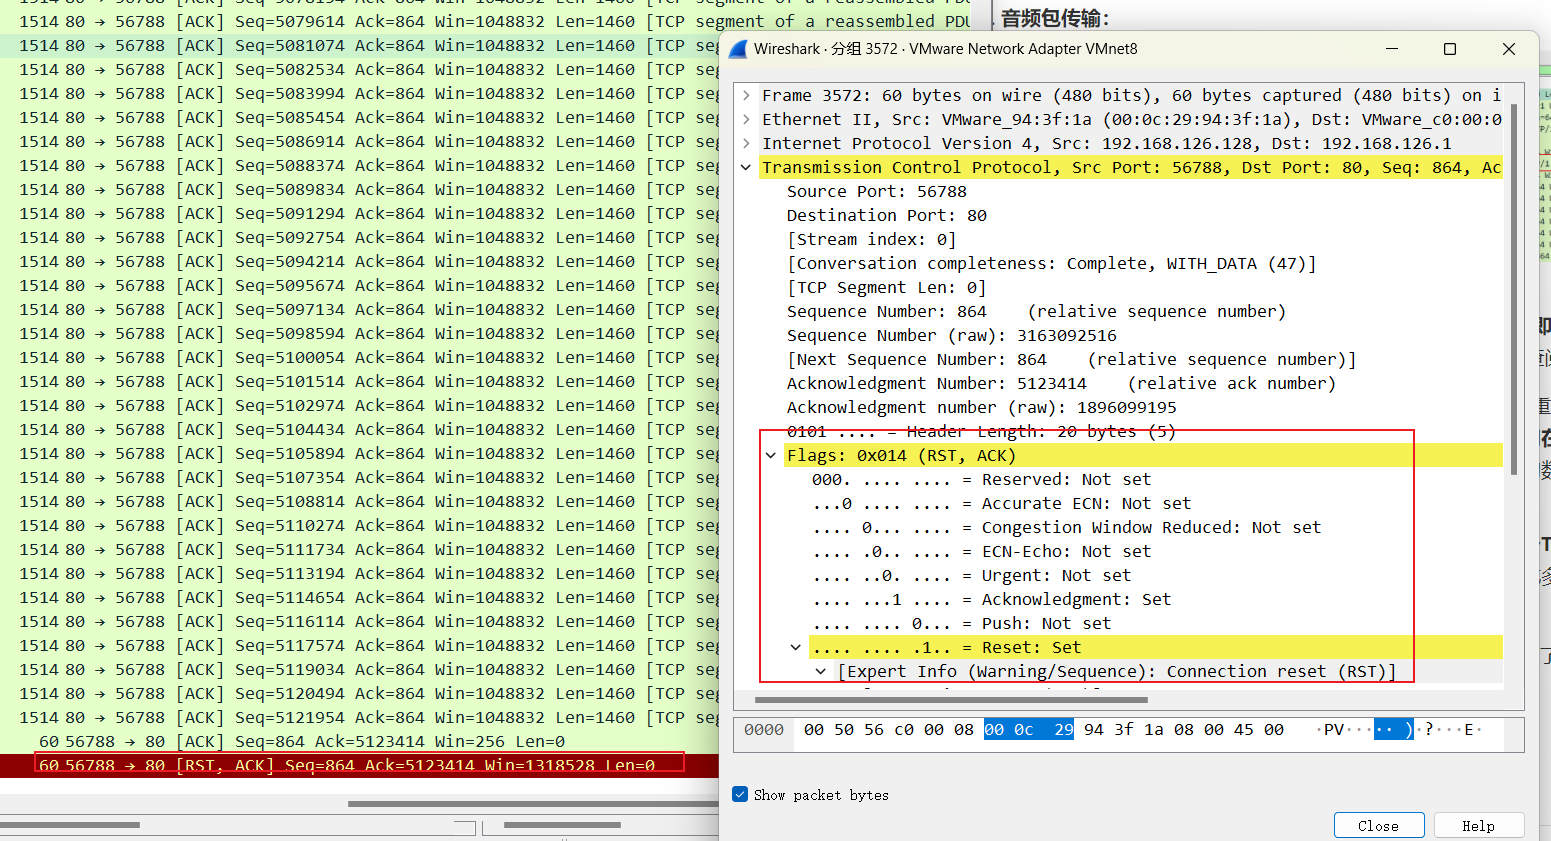 1514 80 → 56788 [ACK] Seq=5079614 Ack=864 Win=1048832 Len=1460 [TCP segment of a reassembled PDU
1514 80 → 56788 [ACK] Seq=5081074 Ack=864 Win=1048832 Len=1460 [TCP seg
1514 80 → 56788 [ACK] Seq=5082534 Ack=864 Win=1048832 Len=1460 [TCP seg
1514 80 → 56788 [ACK] Seq=5083994 Ack=864 Win=1048832 Len=1460 [TCP seg
1514 80 → 56788 [ACK] Seq=5085454 Ack=864 Win=1048832 Len=1460 [TCP seg
1514 80 → 56788 [ACK] Seq=5086914 Ack=864 Win=1048832 Len=1460 [TCP seg
1514 80 → 56788 [ACK] Seq=5088374 Ack=864 Win=1048832 Len=1460 [TCP seg
1514 80 → 56788 [ACK] Seq=5089834 Ack=864 Win=1048832 Len=1460 [TCP seg
1514 80 → 56788 [ACK] Seq=5091294 Ack=864 Win=1048832 Len=1460 [TCP seg
1514 80 → 56788 [ACK] Seq=5092754 Ack=864 Win=1048832 Len=1460 [TCP seg
1514 80 → 56788 [ACK] Seq=5094214 Ack=864 Win=1048832 Len=1460 [TCP seg
1514 80 → 56788 [ACK] Seq=5095674 Ack=864 Win=1048832 Len=1460 [TCP seg
1514 80 → 56788 [ACK] Seq=5097134 Ack=864 Win=1048832 Len=1460 [TCP seg
1514 80 → 56788 [ACK] Seq=5098594 Ack=864 Win=1048832 Len=1460 [TCP seg
1514 80 → 56788 [ACK] Seq=5100054 Ack=864 Win=1048832 Len=1460 [TCP seg
1514 80 → 56788 [ACK] Seq=5101514 Ack=864 Win=1048832 Len=1460 [TCP seg
1514 80 → 56788 [ACK] Seq=5102974 Ack=864 Win=1048832 Len=1460 [TCP seg
1514 80 → 56788 [ACK] Seq=5104434 Ack=864 Win=1048832 Len=1460 [TCP seg
1514 80 → 56788 [ACK] Seq=5105894 Ack=864 Win=1048832 Len=1460 [TCP seg
1514 80 → 56788 [ACK] Seq=5107354 Ack=864 Win=1048832 Len=1460 [TCP seg
1514 80 → 56788 [ACK] Seq=5108814 Ack=864 Win=1048832 Len=1460 [TCP seg
1514 80 → 56788 [ACK] Seq=5110274 Ack=864 Win=1048832 Len=1460 [TCP seg
1514 80 → 56788 [ACK] Seq=5111734 Ack=864 Win=1048832 Len=1460 [TCP seg
1514 80 → 56788 [ACK] Seq=5113194 Ack=864 Win=1048832 Len=1460 [TCP seg
1514 80 → 56788 [ACK] Seq=5114654 Ack=864 Win=1048832 Len=1460 [TCP seg
1514 80 → 56788 [ACK] Seq=5116114 Ack=864 Win=1048832 Len=1460 [TCP seg
1514 80 → 56788 [ACK] Seq=5117574 Ack=864 Win=1048832 Len=1460 [TCP seg
1514 80 → 56788 [ACK] Seq=5119034 Ack=864 Win=1048832 Len=1460 [TCP seg
1514 80 → 56788 [ACK] Seq=5120494 Ack=864 Win=1048832 Len=1460 [TCP seg
1514 80 → 56788 [ACK] Seq=5121954 Ack=864 Win=1048832 Len=1460 [TCP seg
60 56788 → 80 [ACK] Seq=864 Ack=5123414 Win=256 Len=0
60 56788 → 80 [RST, ACK] Seq=864 Ack=5123414 Win=1318528 Len=0
音频包传输：
Wireshark · 分组 3572 · VMware Network Adapter VMnet8
Frame 3572: 60 bytes on wire (480 bits), 60 bytes captured (480 bits) on i
Ethernet II, Src: VMware_94:3f:1a (00:0c:29:94:3f:1a), Dst: VMware_c0:00:0
Internet Protocol Version 4, Src: 192.168.126.128, Dst: 192.168.126.1
Transmission Control Protocol, Src Port: 56788, Dst Port: 80, Seq: 864, Ac
Source Port: 56788
Destination Port: 80
[Stream index: 0]
[Conversation completeness: Complete, WITH_DATA (47)]
[TCP Segment Len: 0]
Sequence Number: 864    (relative sequence number)
Sequence Number (raw): 3163092516
[Next Sequence Number: 864    (relative sequence number)]
Acknowledgment Number: 5123414    (relative ack number)
Acknowledgment number (raw): 1896099195
0101 .... = Header Length: 20 bytes (5)
Flags: 0x014 (RST, ACK)
000. .... .... = Reserved: Not set
...0 .... .... = Accurate ECN: Not set
.... 0... .... = Congestion Window Reduced: Not set
.... .0.. .... = ECN-Echo: Not set
.... ..0. .... = Urgent: Not set
.... ...1 .... = Acknowledgment: Set
.... .... 0... = Push: Not set
.... .... .1.. = Reset: Set
[Expert Info (Warning/Sequence): Connection reset (RST)]
0000 00 50 56 c0 00 08 00 0c 29 94 3f 1a 08 00 45 00 ·PV·····)·?···E·
Show packet bytes
Close
Help